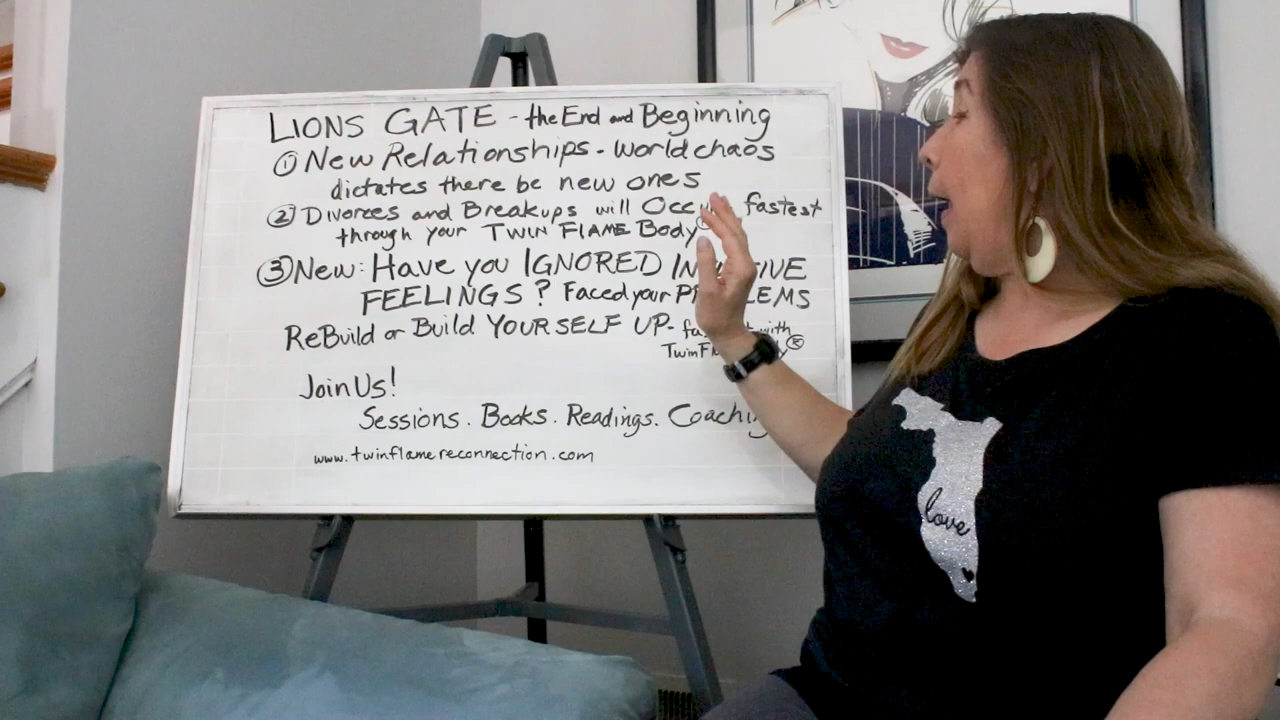 LIONS GATE - the End and Beginning
① New Relationships - world chaos
dictates there be new ones
② Divorces and Breakups will fastest
through your TWIN FLAME Body
③ New: Have you IGNORED
FEELINGS? Faced your
ReBuild or Build YOURSELF UP- with
Join Us!
Sessions. Books. Readings.
www.twinflamereconnection.com
love